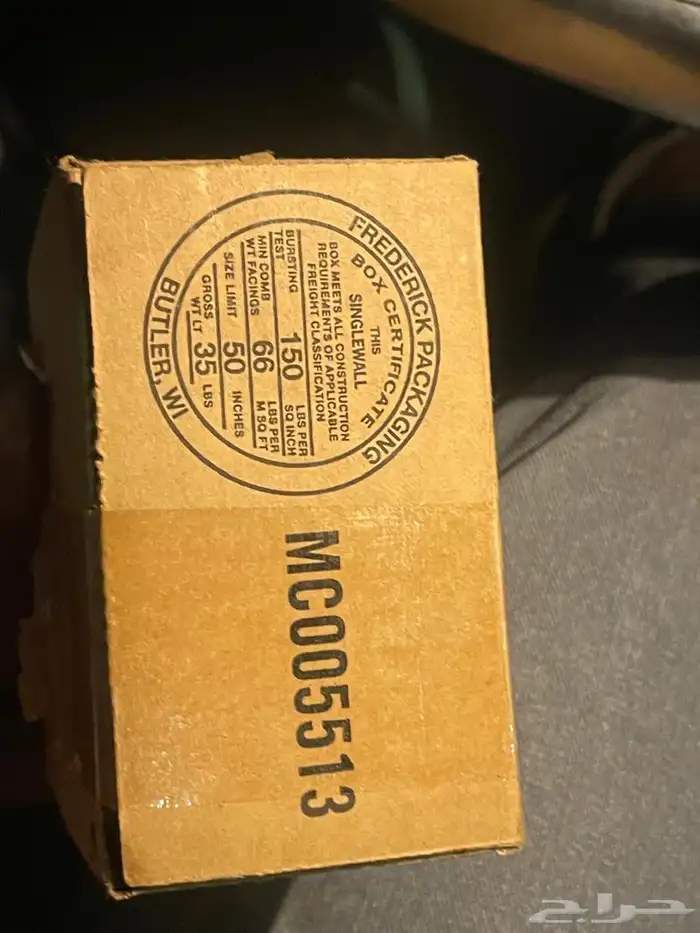 FREDERICK PACKAGING
BOX CERTIFICATE
THIS
SINGLEWALL
BOX MEETS ALL CONSTRUCTION
REQUIREMENTS OF APPLICABLE
FREIGHT CLASSIFICATION
BURSTING TEST 150 LBS PER SQ INCH
MIN COMB WT FACINGS 66 LBS PER M SQ FT
SIZE LIMIT 50 INCHES
GROSS WT LT 35 LBS
BUTLER, WI
MC005513
حراج